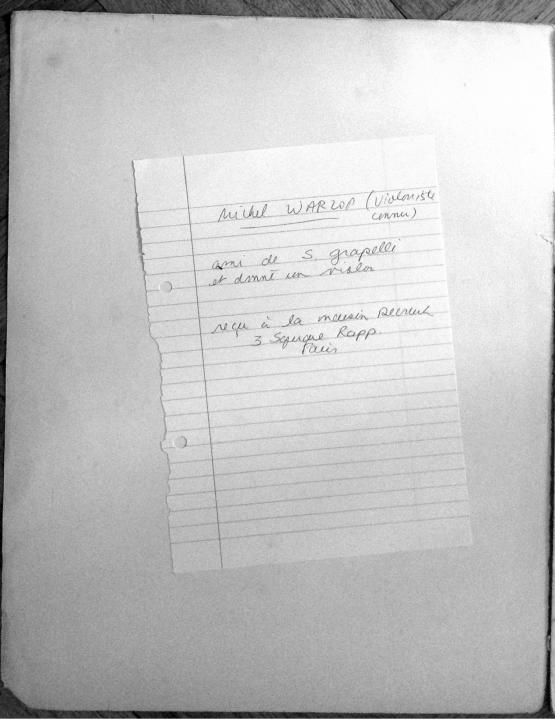 Michel WARLOP (Violoniste
connu)
ami de S. grapelli
et donné un violon
reçu à la maison
3 Square Rapp.
Paris